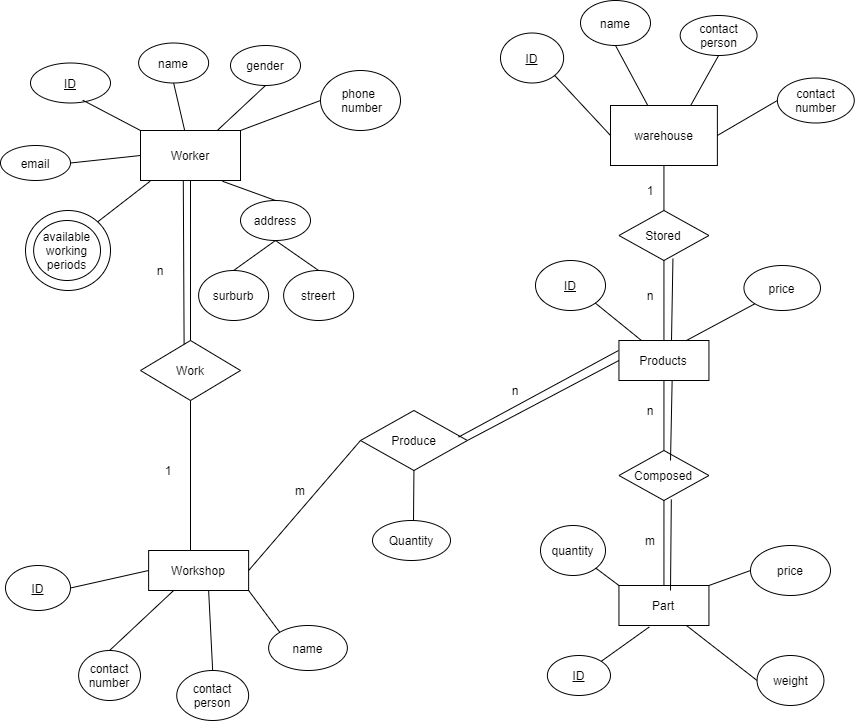 name
contact
person
ID
name
gender
ID
phone
number
contact
number
warehouse
Worker
email
1
address
available
working
periods
Stored
n
ID
price
surburb
streert
n
Products
Work
n
n
Produce
1
m
Composed
Quantity
m
quantity
Workshop
price
ID
Part
name
contact
number
ID
weight
contact
person